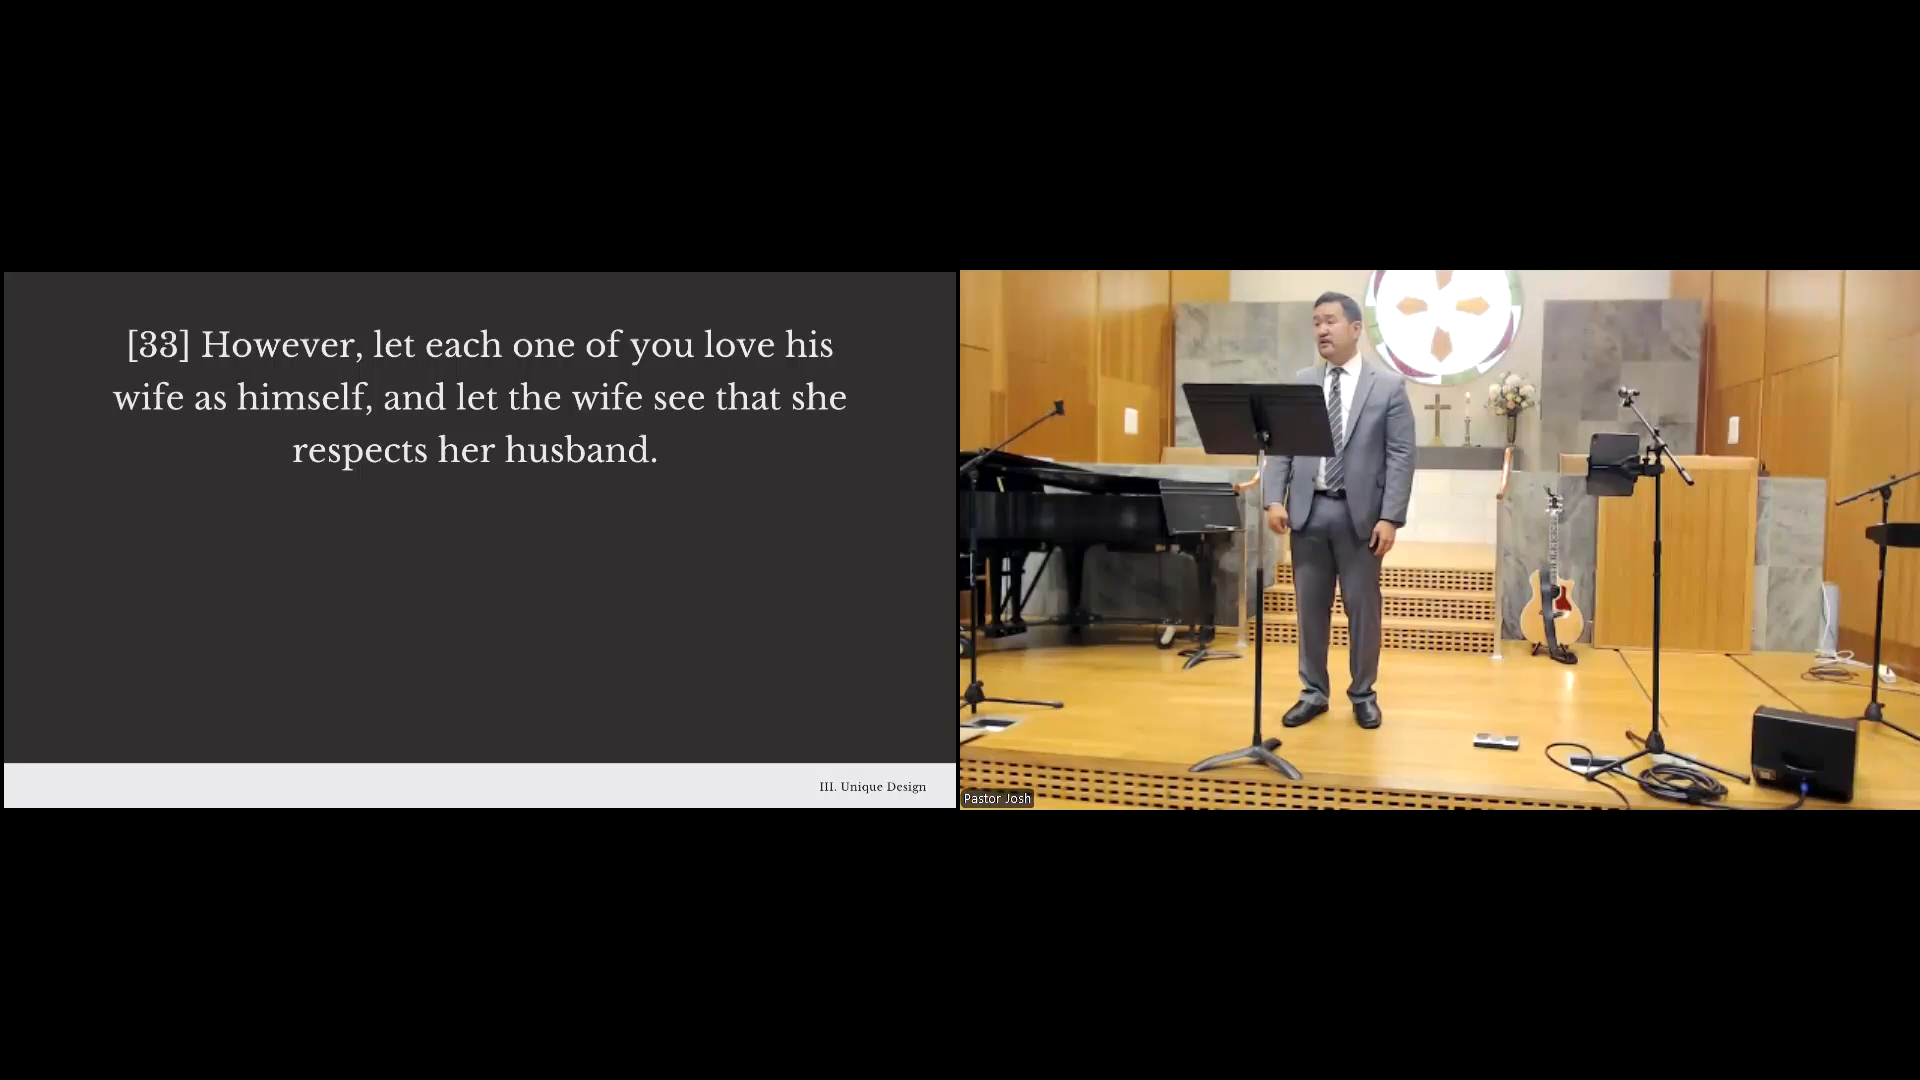 [33] However, let each one of you love his
wife as himself, and let the wife see that she
respects her husband.
III. Unique Design
Pastor Josh